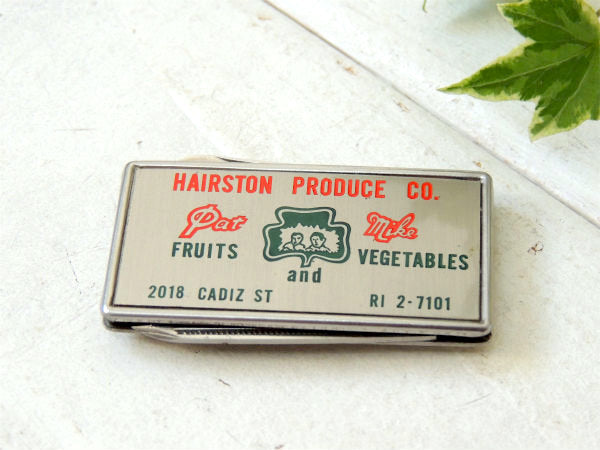 HAIRSTON PRODUCE CO.
Pat Mike
FRUITS and VEGETABLES
2018 CADIZ ST RI 2-7101